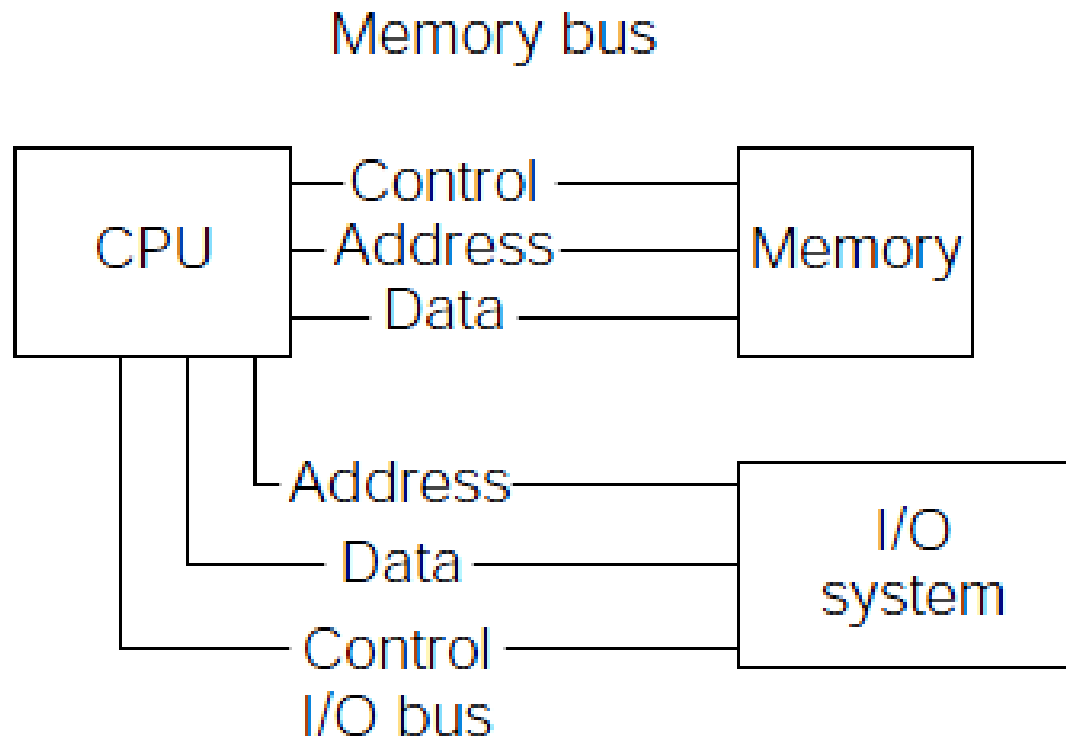 Memory bus
Control
CPU
Address
Memory
Data
Address
I/O
system
Data
Control
I/O bus